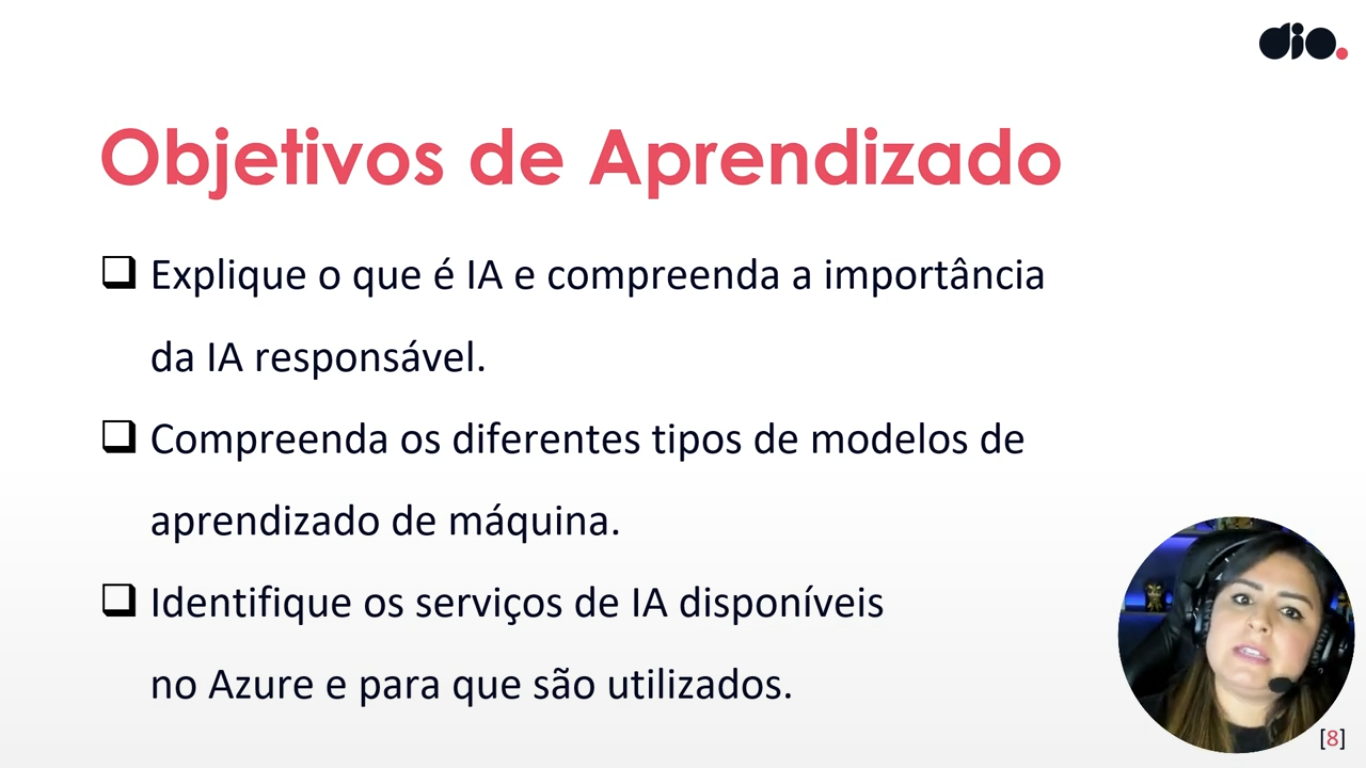 dio.
Objetivos de Aprendizado
❑ Explique o que é IA e compreenda a importância
da IA responsável.
❑ Compreenda os diferentes tipos de modelos de
aprendizado de máquina.
❑ Identifique os serviços de IA disponíveis
no Azure e para que são utilizados.
[8]